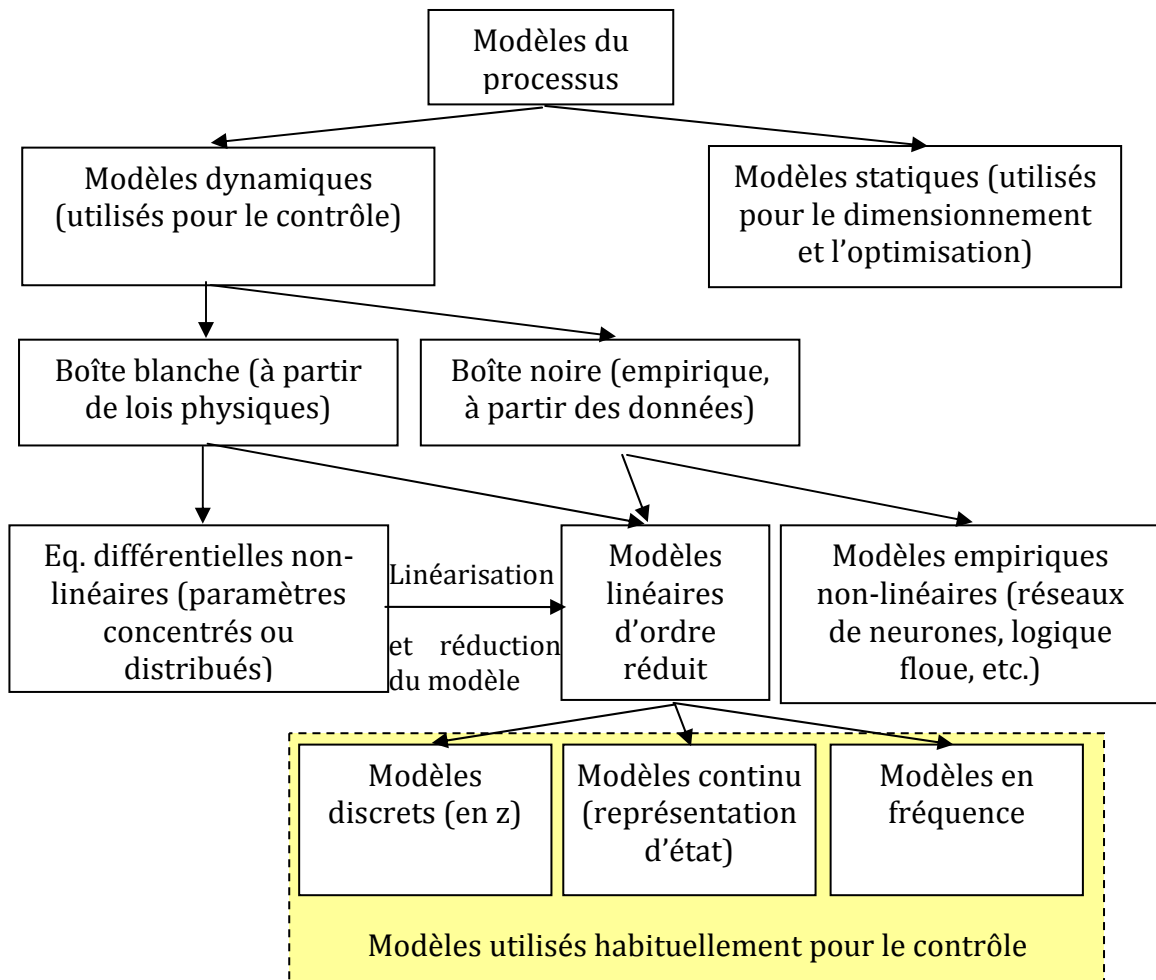 Modèles du
processus
Modèles dynamiques
(utilisés pour le contrôle)
Modèles statiques (utilisés
pour le dimensionnement
et l'optimisation)
Boîte blanche (à partir
de lois physiques)
Boîte noire (empirique,
à partir des données)
Eq. différentielles non-
linéaires (paramètres
concentrés ou
distribués)
Linéarisation
et réduction
du modèle
Modèles
linéaires
d'ordre
réduit
Modèles empiriques
non-linéaires (réseaux
de neurones, logique
floue, etc.)
Modèles
discrets (en z)
Modèles continu
(représentation
d'état)
Modèles en
fréquence
Modèles utilisés habituellement pour le contrôle